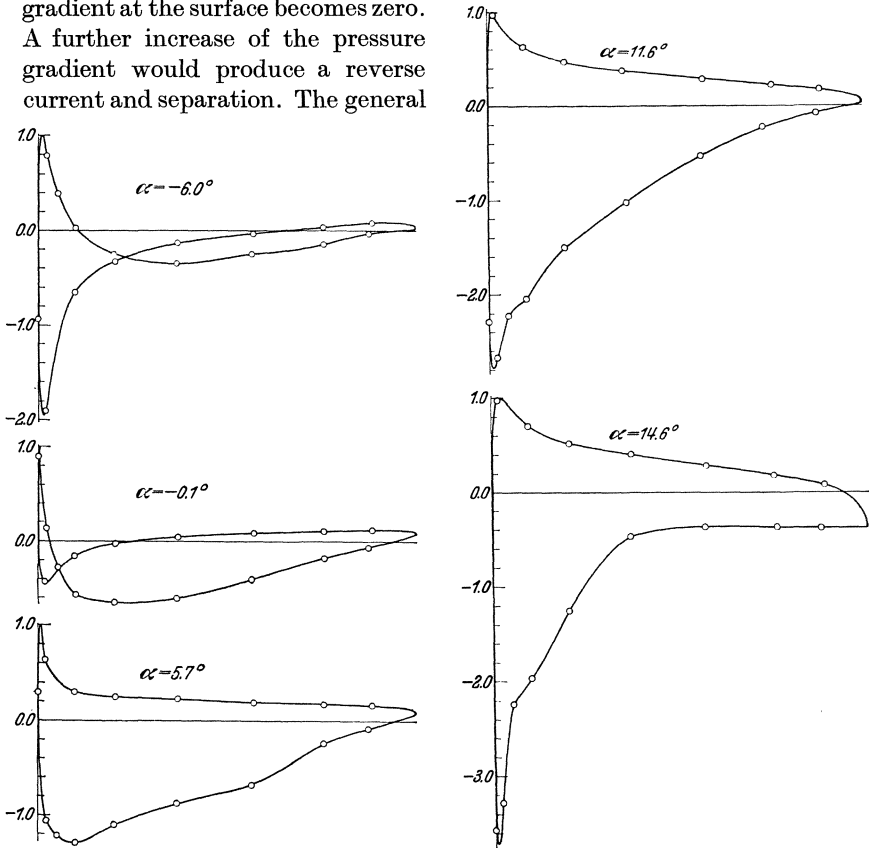 gradient at the surface becomes zero.
A further increase of the pressure
gradient would produce a reverse
current and separation. The general
1.0
α=-6.0°
0.0
-1.0
-2.0
1.0
α=-0.1°
0.0
1.0
α=5.7°
0.0
-1.0
1.0
α=11.6°
0.0
-1.0
-2.0
1.0
α=14.6°
0.0
-1.0
-2.0
-3.0